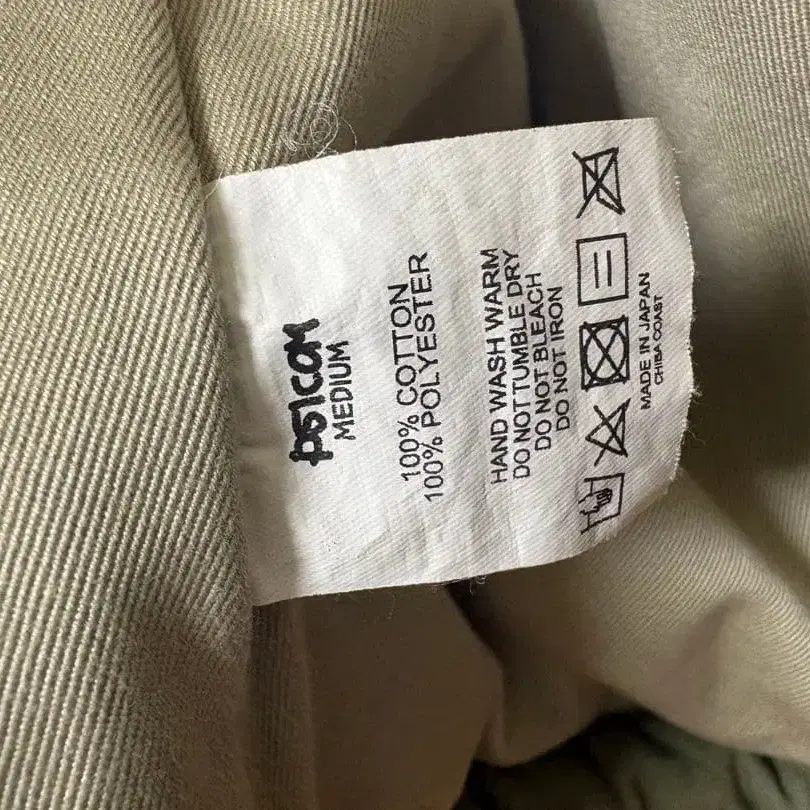 p51COM
MEDIUM
100% COTTON
100% POLYESTER
HAND WASH WARM
DO NOT TUMBLE DRY
DO NOT BLEACH
DO NOT IRON
MADE IN JAPAN
CHIBA COAST